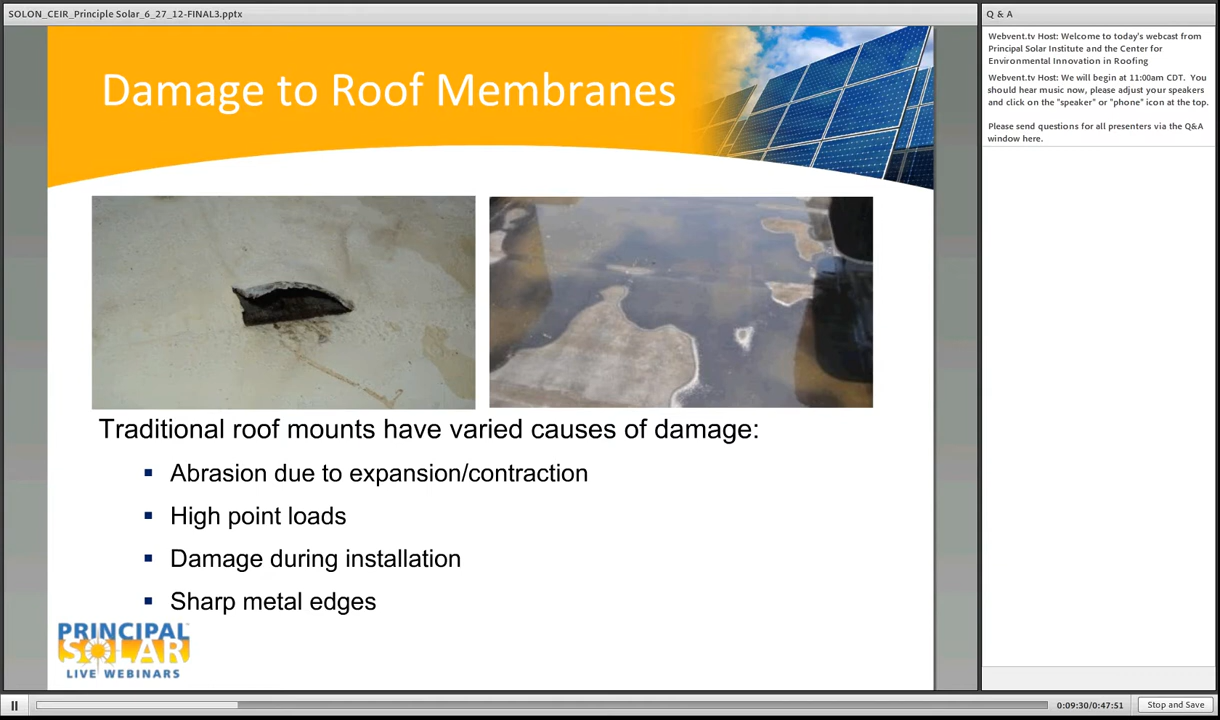 SOLON_CEIR_Principle Solar_6_27_12-FINAL3.pptx
Damage to Roof Membranes
Traditional roof mounts have varied causes of damage:
▪ Abrasion due to expansion/contraction
▪ High point loads
▪ Damage during installation
▪ Sharp metal edges
PRINCIPAL
SOLAR
LIVE WEBINARS
Q & A
Webvent.tv Host: Welcome to today's webcast from
Principal Solar Institute and the Center for
Environmental Innovation in Roofing
Webvent.tv Host: We will begin at 11:00am CDT. You
should hear music now, please adjust your speakers
and click on the "speaker" or "phone" icon at the top.
Please send questions for all presenters via the Q&A
window here.
0:09:30/0:47:51
Stop and Save